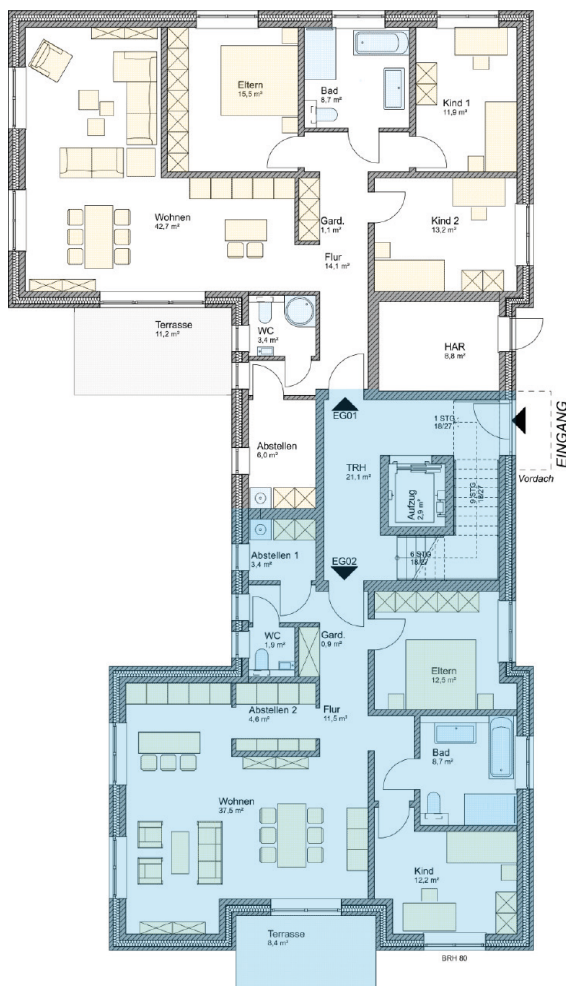 Eltern
15,5 m²
Bad
8,7 m²
Kind 1
11,9 m²
Wohnen
42,7 m²
Gard.
1,1 m²
Kind 2
13,2 m²
Flur
14,1 m²
Terrasse
11,2 m²
WC
3,4 m²
HAR
8,8 m²
EG01
1 STG
18/27
EINGANG
Vordach
Abstellen
6,0 m²
TRH
21,1 m²
Aufzug
2,9 m²
9 STG
18/27
6 STG
18/27
Abstellen 1
3,4 m²
EG02
WC
1,9 m²
Gard.
0,9 m²
Eltern
12,5 m²
Abstellen 2
4,6 m²
Flur
11,5 m²
Bad
8,7 m²
Wohnen
37,5 m²
Kind
12,2 m²
Terrasse
8,4 m²
BRH 80